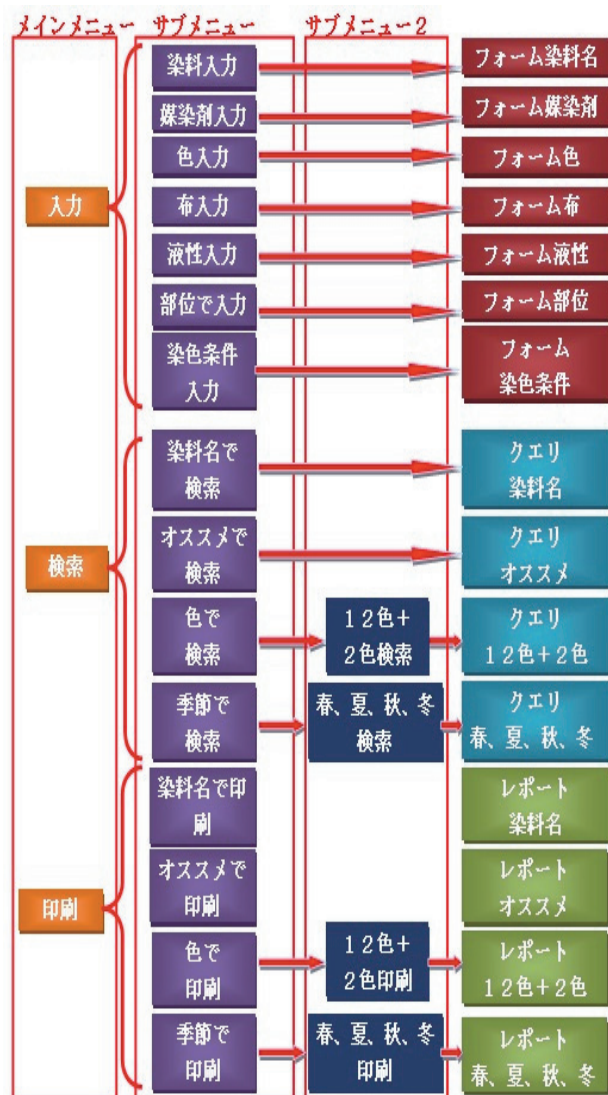 メインメニュー
サブメニュー
サブメニュー２
入力
染料入力
フォーム染料名
媒染剤入力
フォーム媒染剤
色入力
フォーム色
布入力
フォーム布
液性入力
フォーム液性
部位で入力
フォーム部位
染色条件
入力
フォーム
染色条件
検索
染料名で
検索
クエリ
染料名
オススメで
検索
クエリ
オススメ
色で
検索
１２色＋
２色検索
クエリ
１２色＋２色
季節で
検索
春、夏、秋、冬
検索
クエリ
春、夏、秋、冬
印刷
染料名で印
刷
レポート
染料名
オススメで
印刷
レポート
オススメ
色で
印刷
１２色＋
２色印刷
レポート
１２色＋２色
季節で
印刷
春、夏、秋、冬
印刷
レポート
春、夏、秋、冬